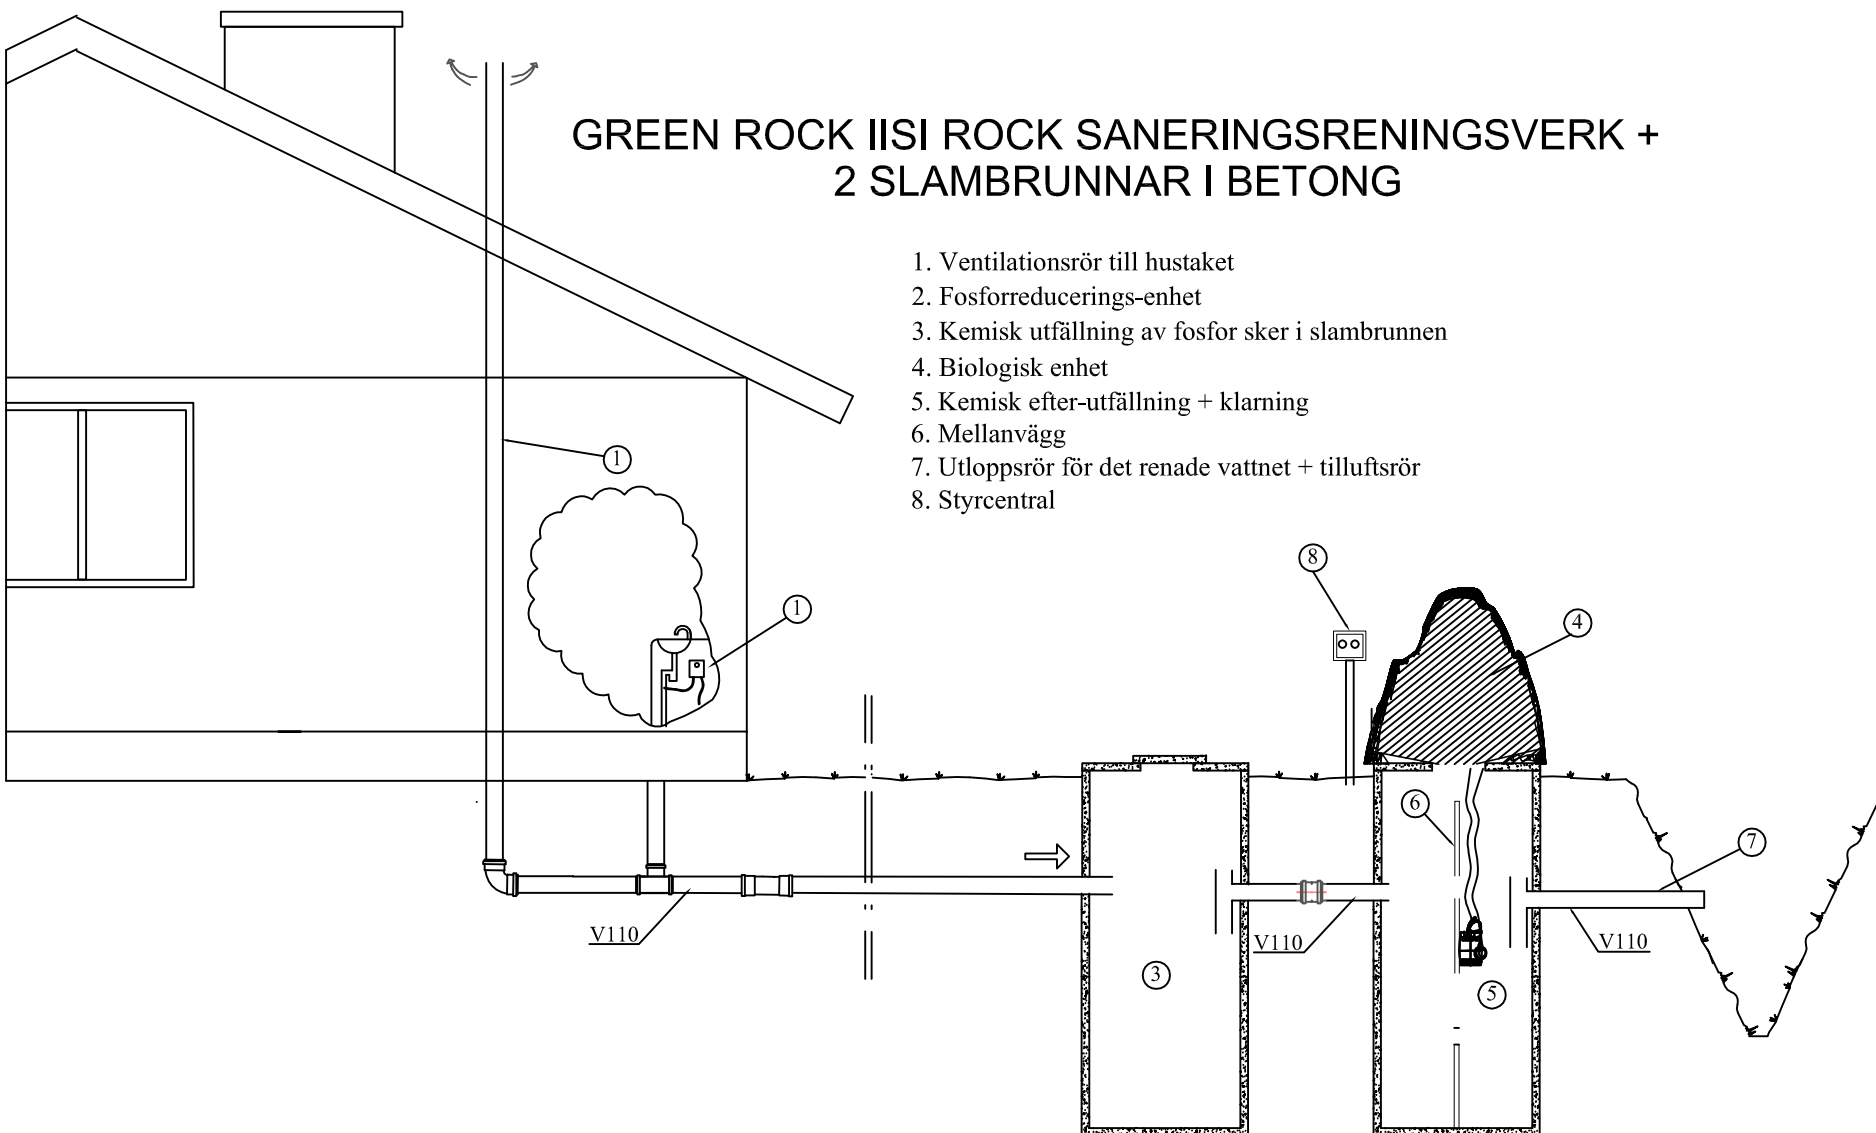 GREEN ROCK IISI ROCK SANERINGSRENINGSVERK +
2 SLAMBRUNNAR I BETONG
1. Ventilationsrör till hustaket
2. Fosforreducerings-enhet
3. Kemisk utfällning av fosfor sker i slambrunnen
4. Biologisk enhet
5. Kemisk efter-utfällning + klarning
6. Mellanvägg
7. Utloppsrör för det renade vattnet + tilluftsrör
8. Styrcentral
1
8
1
4
6
7
V110
V110
V110
3
5